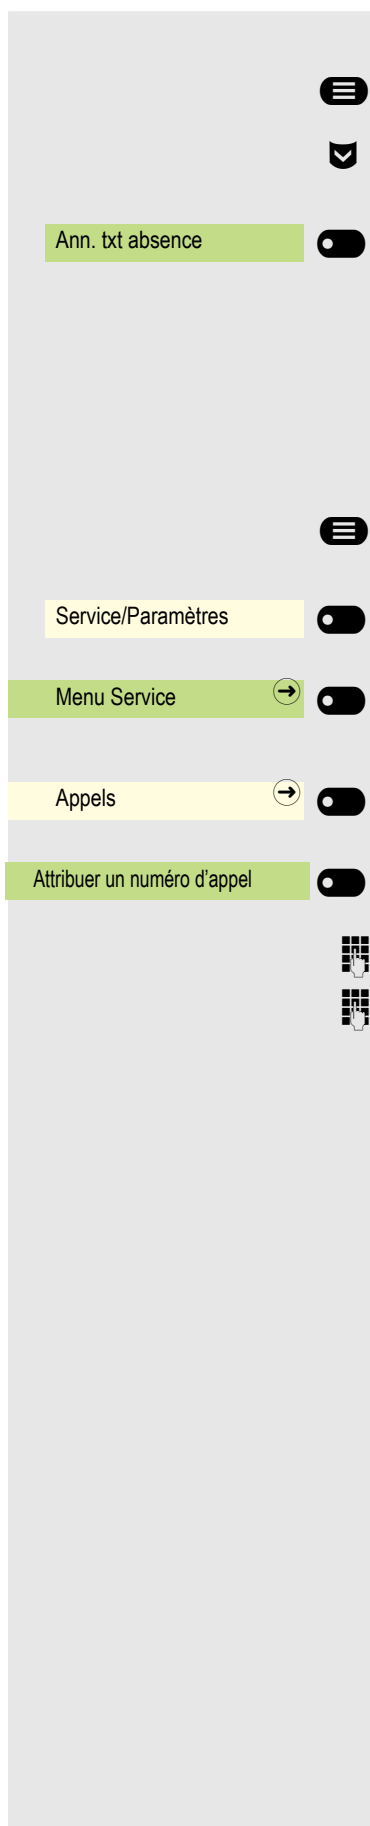 Ann. txt absence
Service/Paramètres
Menu Service
Appels
Attribuer un numéro d'appel